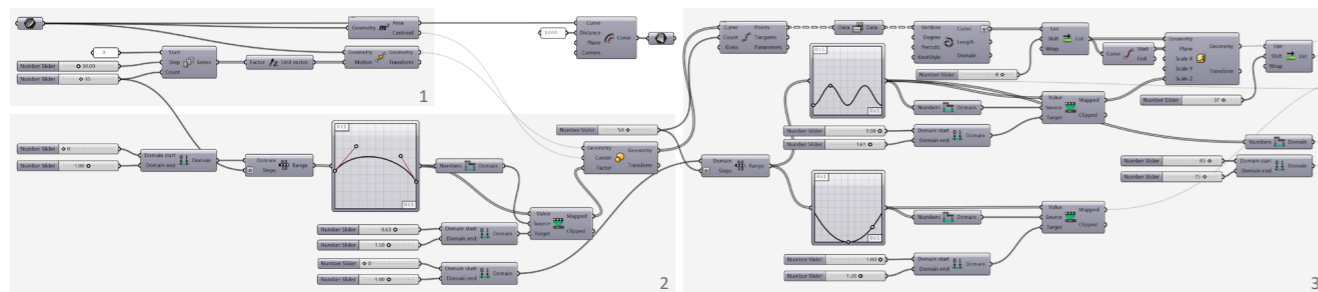 Geometry
Area
Centroid
Curve
Distance
Plane
Corners
Curve
1000
0
Number Slider
Number Slider
Start
Step
Count
Series
Factor
Unit vector
Geometry
Motion
Geometry
Transform
1
Number Slider
0
Number Slider
1.00
Domain start
Domain end
Domain
Domain
Steps
Range
Numbers
Domain
Number Slider
0.63
Number Slider
1.50
Domain start
Domain end
Domain
Number Slider
0
Number Slider
1.00
Domain start
Domain end
Domain
Value
Source
Target
Mapped
Clipped
Number Slider
50
Geometry
Center
Factor
Geometry
Transform
2
Curve
Count
Kinks
Points
Tangents
Parameters
Data
Data
Vertices
Degree
Periodic
KnotStyle
Curve
Length
Domain
Number Slider
List
Shift
Wrap
List
Curve
Start
End
Geometry
Plane
Scale X
Scale Y
Scale Z
Geometry
Transform
List
Shift
Wrap
List
Number Slider
37
Domain
Steps
Range
Number Slider
1.00
Number Slider
1.61
Domain start
Domain end
Domain
Numbers
Domain
Value
Source
Target
Mapped
Clipped
Numbers
Domain
Number Slider
85
Number Slider
75
Domain start
Domain end
Domain
Numbers
Domain
Value
Source
Target
Mapped
Clipped
Number Slider
Number Slider
1.20
Domain start
Domain end
Domain
3